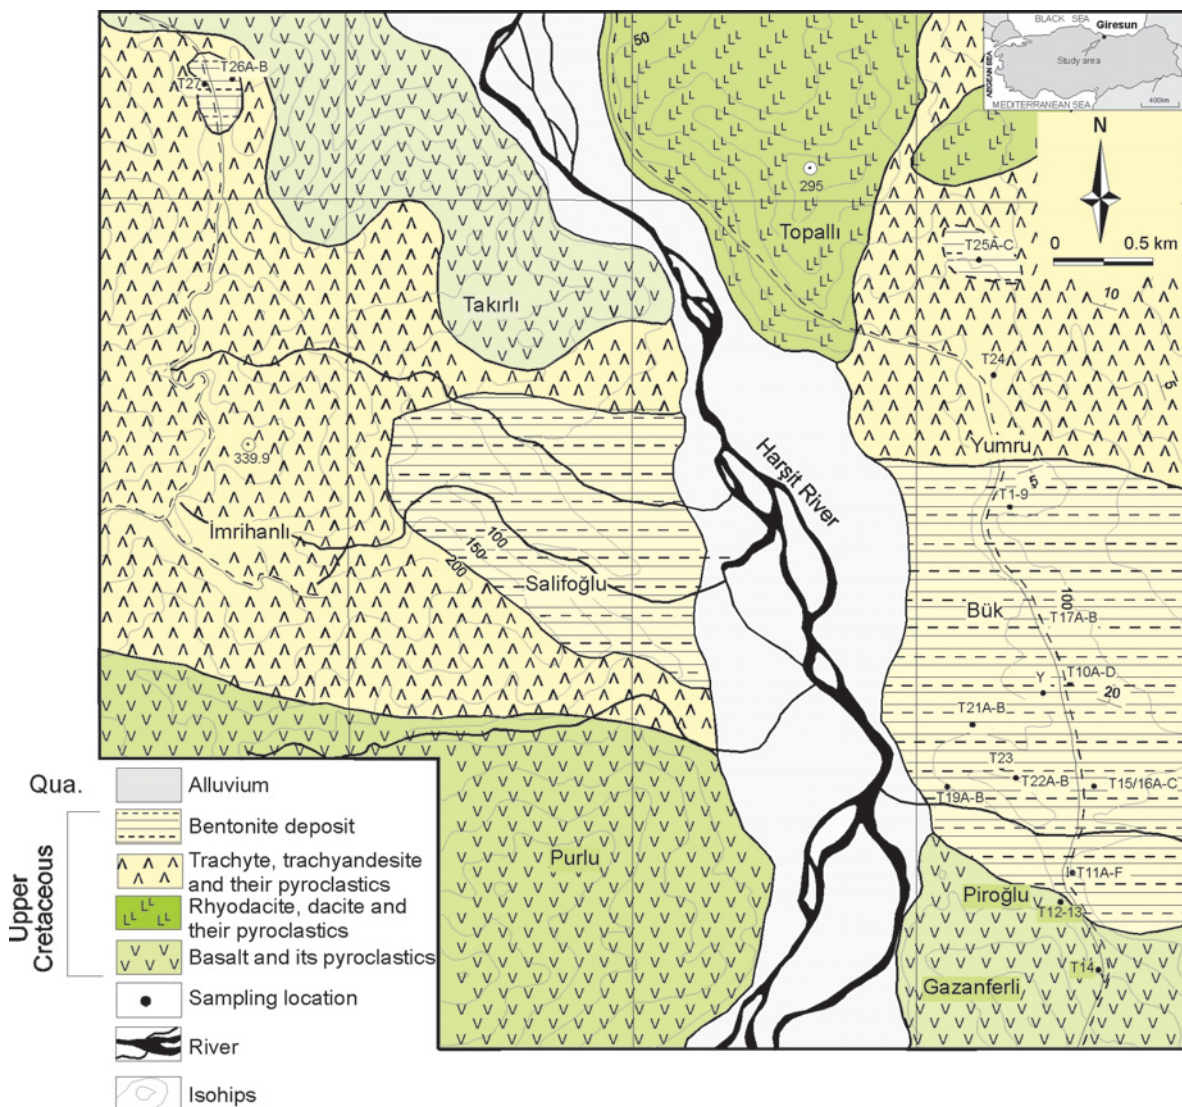 BLACK SEA
Giresun
Study area
AEGEAN SEA
MEDITERRANEAN SEA
400km
N
0 0.5 km
T26A-B
T27
50
295
Topallı
T25A-C
10
Takırlı
T24
5
339.9
Yumru
Harşit River
5
T1-9
İmrihanlı
100
150
200
Salifoğlu
100
Bük
T17A-B
T10A-D
Y
20
T21A-B
T23
T22A-B
T15/16A-C
T19A-B
Purlu
T11A-F
Piroğlu
T12-13
T14
Gazanferli
Qua.
Alluvium
Upper
Cretaceous
Bentonite deposit
Trachyte, trachyandesite
and their pyroclastics
Rhyodacite, dacite and
their pyroclastics
Basalt and its pyroclastics
Sampling location
River
Isohips